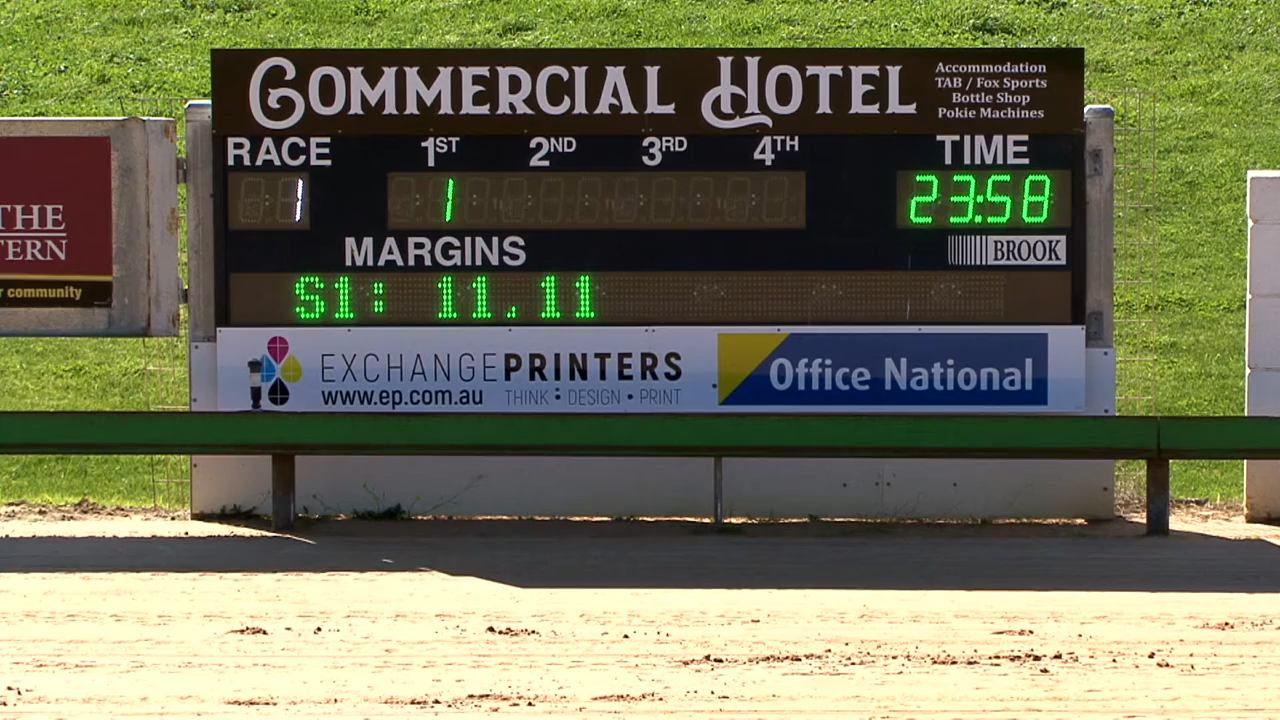 COMMERCIAL HOTEL
Accommodation
TAB / Fox Sports
Bottle Shop
Pokie Machines
RACE 1ST 2ND 3RD 4TH TIME
1 1 23:58
MARGINS
BROOK
S1: 11.11
THE
TERN
community
EXCHANGEPRINTERS
www.ep.com.au THINK : DESIGN • PRINT
Office National